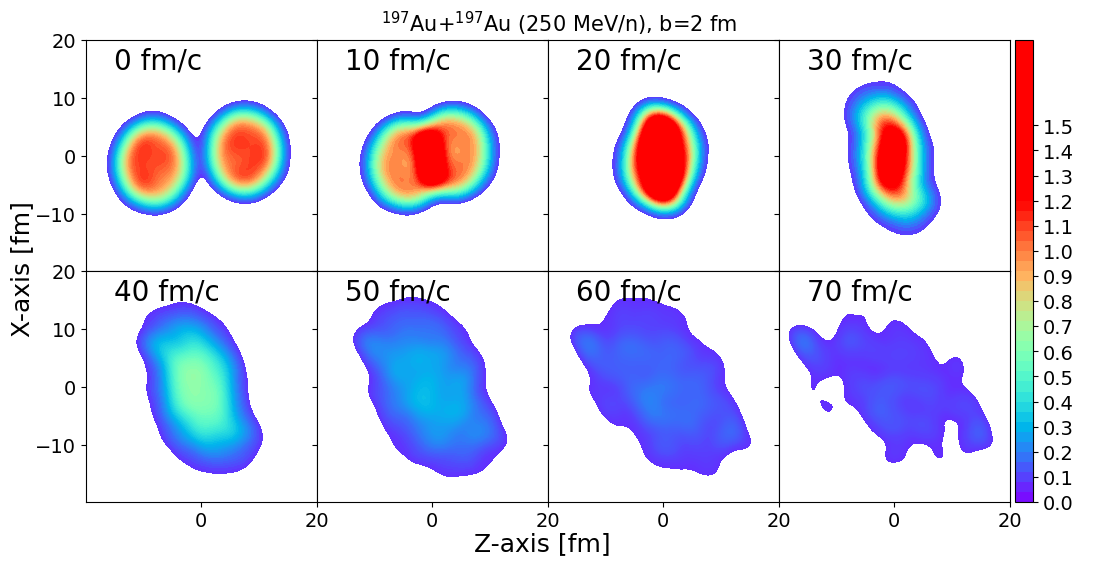 ¹⁹⁷Au+¹⁹⁷Au (250 MeV/n), b=2 fm
0 fm/c
10 fm/c
20 fm/c
30 fm/c
40 fm/c
50 fm/c
60 fm/c
70 fm/c
X-axis [fm]
20
10
0
−10
20
10
0
−10
0
20
0
20
0
20
0
20
Z-axis [fm]
1.5
1.4
1.3
1.2
1.1
1.0
0.9
0.8
0.7
0.6
0.5
0.4
0.3
0.2
0.1
0.0